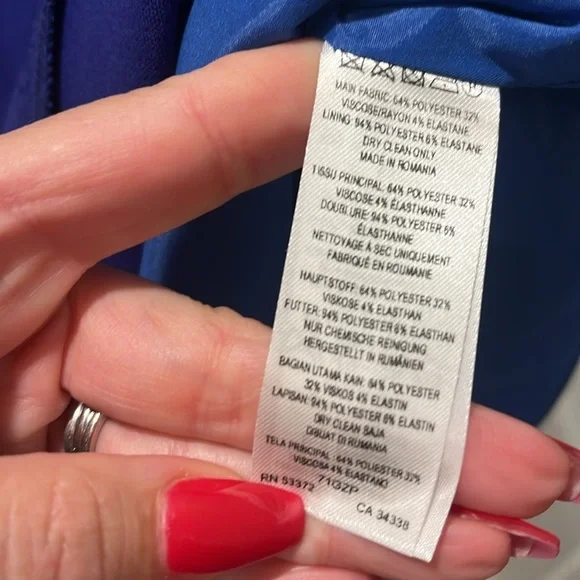 MAIN FABRIC: 64% POLYESTER 32%
VISCOSE/RAYON 4% ELASTANE
LINING: 94% POLYESTER 6% ELASTANE
DRY CLEAN ONLY
MADE IN ROMANIA
TISSU PRINCIPAL: 64% POLYESTER 32%
VISCOSE 4% ÉLASTHANNE
DOUBLURE: 94% POLYESTER 6%
ÉLASTHANNE
NETTOYAGE À SEC UNIQUEMENT
FABRIQUÉ EN ROUMANIE
HAUPTSTOFF: 64% POLYESTER 32%
VISKOSE 4% ELASTHAN
FUTTER: 94% POLYESTER 6% ELASTHAN
NUR CHEMISCHE REINIGUNG
HERGESTELLT IN RUMÄNIEN
BAGIAN UTAMA KAIN: 64% POLYESTER
32% VISKOS 4% ELASTIN
LAPISAN: 94% POLYESTER 6% ELASTIN
DRY CLEAN SAJA
DIBUAT DI RUMANIA
TELA PRINCIPAL: 64% POLIESTER 32%
VISCOSA 4% ELASTANO
71/32P
RN 53372 CA 34338